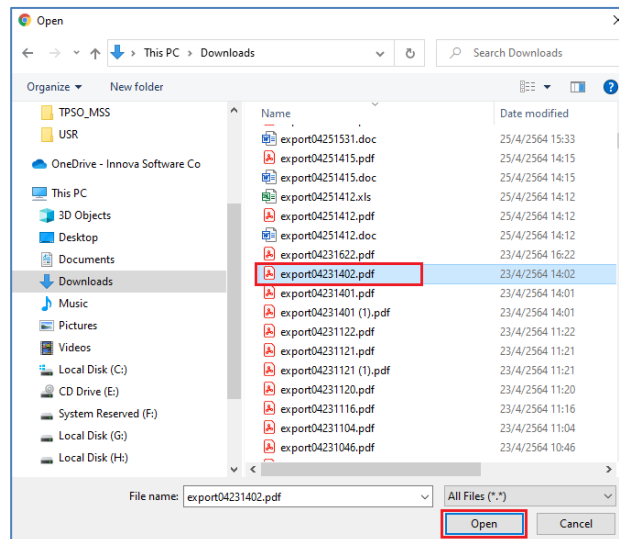 Open
This PC > Downloads
Search Downloads
Organize
New folder
TPSO_MSS
USR
OneDrive - Innova Software Co
This PC
3D Objects
Desktop
Documents
Downloads
Music
Pictures
Videos
Local Disk (C:)
CD Drive (E:)
System Reserved (F:)
Local Disk (G:)
Local Disk (H:)
Name Date modified
export04251531.doc 25/4/2564 15:33
export04251415.pdf 25/4/2564 14:15
export04251415.doc 25/4/2564 14:15
export04251412.xls 25/4/2564 14:12
export04251412.pdf 25/4/2564 14:12
export04251412.doc 25/4/2564 14:12
export04231622.pdf 23/4/2564 16:22
export04231402.pdf 23/4/2564 14:02
export04231401.pdf 23/4/2564 14:01
export04231401 (1).pdf 23/4/2564 14:01
export04231122.pdf 23/4/2564 11:22
export04231121.pdf 23/4/2564 11:21
export04231121 (1).pdf 23/4/2564 11:21
export04231120.pdf 23/4/2564 11:20
export04231116.pdf 23/4/2564 11:16
export04231104.pdf 23/4/2564 11:04
export04231046.pdf 23/4/2564 10:46
File name: export04231402.pdf All Files (*.*)
Open Cancel